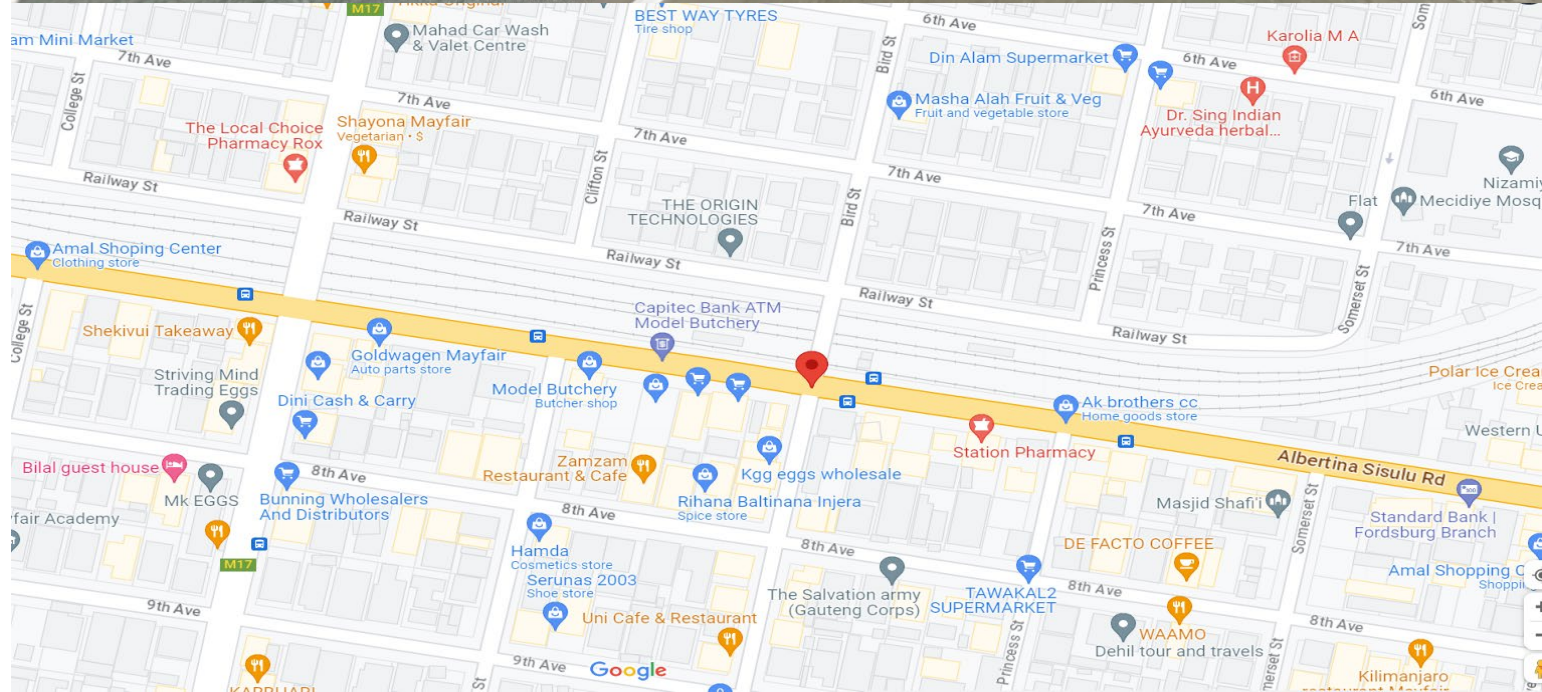 M17
BEST WAY TYRES
Tire shop
6th Ave
Mahad Car Wash
& Valet Centre
am Mini Market
7th Ave
College St
Bird St
Din Alam Supermarket
Karolia M A
6th Ave
6th Ave
7th Ave
Masha Alah Fruit & Veg
Fruit and vegetable store
Dr. Sing Indian
Ayurveda herbal...
The Local Choice
Pharmacy Rox
Shayona Mayfair
Vegetarian • $
7th Ave
Clifton St
7th Ave
Railway St
Railway St
THE ORIGIN
TECHNOLOGIES
Bird St
7th Ave
Flat
Mecidiye Mosq
Nizamiy
7th Ave
Princess St
Somerset St
Amal Shoping Center
Clothing store
Railway St
Railway St
Railway St
College St
Shekivui Takeaway
Goldwagen Mayfair
Auto parts store
Capitec Bank ATM
Model Butchery
Striving Mind
Trading Eggs
Dini Cash & Carry
Model Butchery
Butcher shop
Ak brothers cc
Home goods store
Polar Ice Crea
Ice Crea
Station Pharmacy
Western U
Albertina Sisulu Rd
Bilal guest house
Mk EGGS
8th Ave
Bunning Wholesalers
And Distributors
Zamzam
Restaurant & Cafe
Kgg eggs wholesale
Rihana Baltinana Injera
Spice store
Masjid Shafi'i
Somerset St
Standard Bank |
Fordsburg Branch
yfair Academy
8th Ave
Hamda
Cosmetics store
8th Ave
DE FACTO COFFEE
M17
Serunas 2003
Shoe store
The Salvation army
(Gauteng Corps)
TAWAKAL2
SUPERMARKET
8th Ave
Amal Shopping C
Shoppin
9th Ave
Uni Cafe & Restaurant
Princess St
WAAMO
Dehil tour and travels
8th Ave
merset St
9th Ave
Google
St
Kilimanjaro